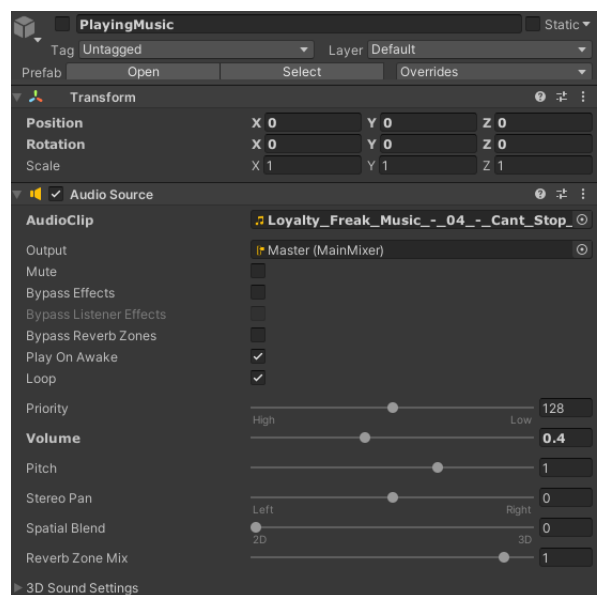 PlayingMusic Static
Tag Untagged Layer Default
Prefab Open Select Overrides
Transform
Position X 0 Y 0 Z 0
Rotation X 0 Y 0 Z 0
Scale X 1 Y 1 Z 1
Audio Source
AudioClip Loyalty_Freak_Music_-_04_-_Cant_Stop_
Output Master (MainMixer)
Mute
Bypass Effects
Bypass Listener Effects
Bypass Reverb Zones
Play On Awake
Loop
Priority 128
High Low
Volume 0.4
Pitch 1
Stereo Pan 0
Left Right
Spatial Blend 0
2D 3D
Reverb Zone Mix 1
3D Sound Settings